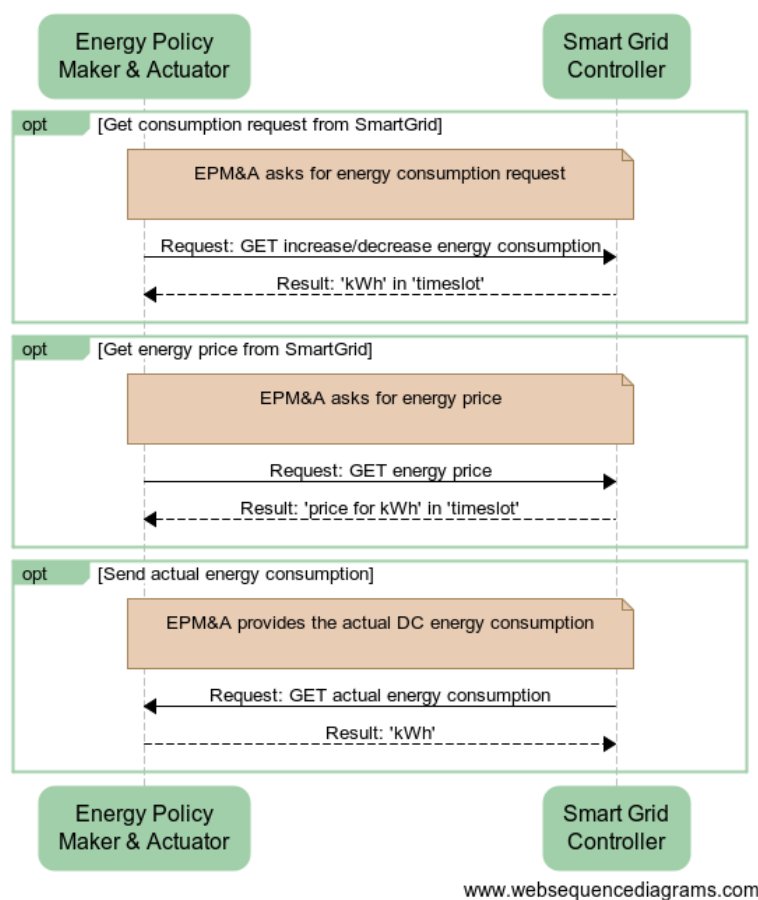 Energy Policy
Maker & Actuator
Smart Grid
Controller
opt [Get consumption request from SmartGrid]
EPM&A asks for energy consumption request
Request: GET increase/decrease energy consumption
Result: 'kWh' in 'timeslot'
opt [Get energy price from SmartGrid]
EPM&A asks for energy price
Request: GET energy price
Result: 'price for kWh' in 'timeslot'
opt [Send actual energy consumption]
EPM&A provides the actual DC energy consumption
Request: GET actual energy consumption
Result: 'kWh'
Energy Policy
Maker & Actuator
Smart Grid
Controller
www.websequencediagrams.com